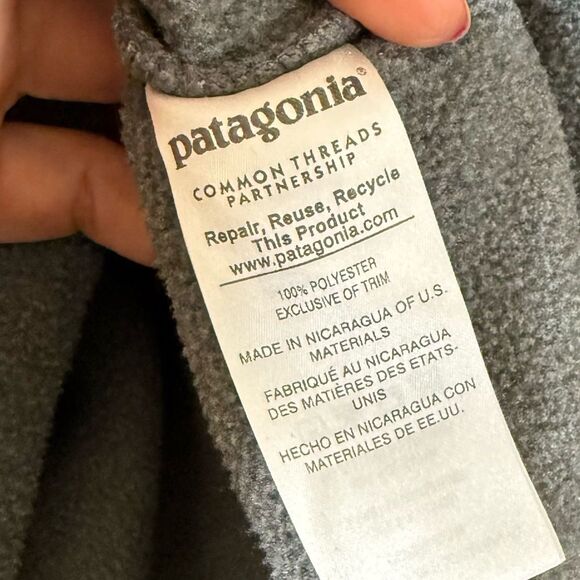 patagonia®
COMMON THREADS
PARTNERSHIP
Repair, Reuse, Recycle
This Product
www.patagonia.com
100% POLYESTER
EXCLUSIVE OF TRIM
MADE IN NICARAGUA OF U.S.
MATERIALS
FABRIQUÉ AU NICARAGUA
DES MATIÈRES DES ETATS-
UNIS
HECHO EN NICARAGUA CON
MATERIALES DE EE.UU.